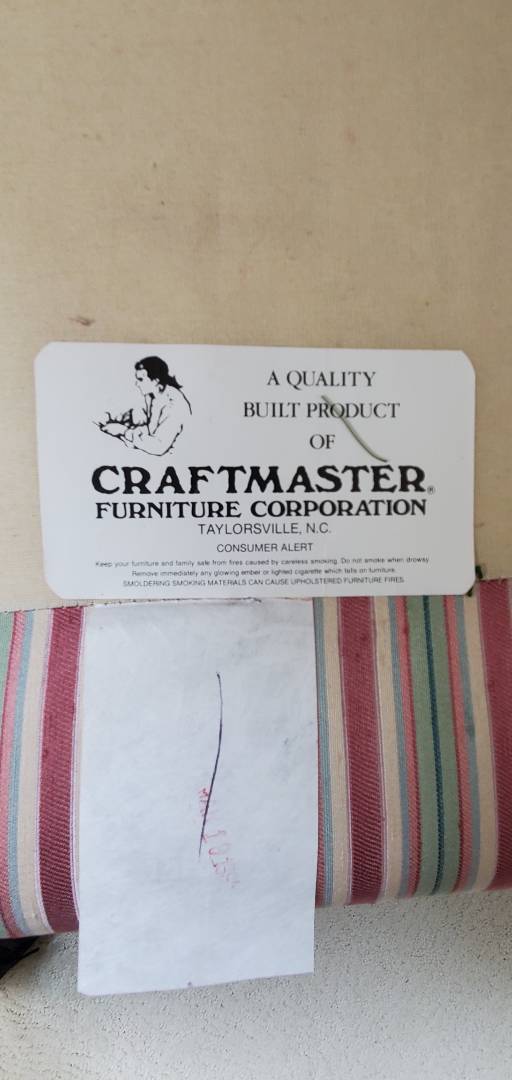 A QUALITY
BUILT PRODUCT
OF
CRAFTMASTER®
FURNITURE CORPORATION
TAYLORSVILLE, N.C.
CONSUMER ALERT
Keep your furniture and family safe from fires caused by careless smoking. Do not smoke when drowsy
Remove immediately any glowing ember or lighted cigarette which falls on furniture.
SMOLDERING SMOKING MATERIALS CAN CAUSE UPHOLSTERED FURNITURE FIRES.